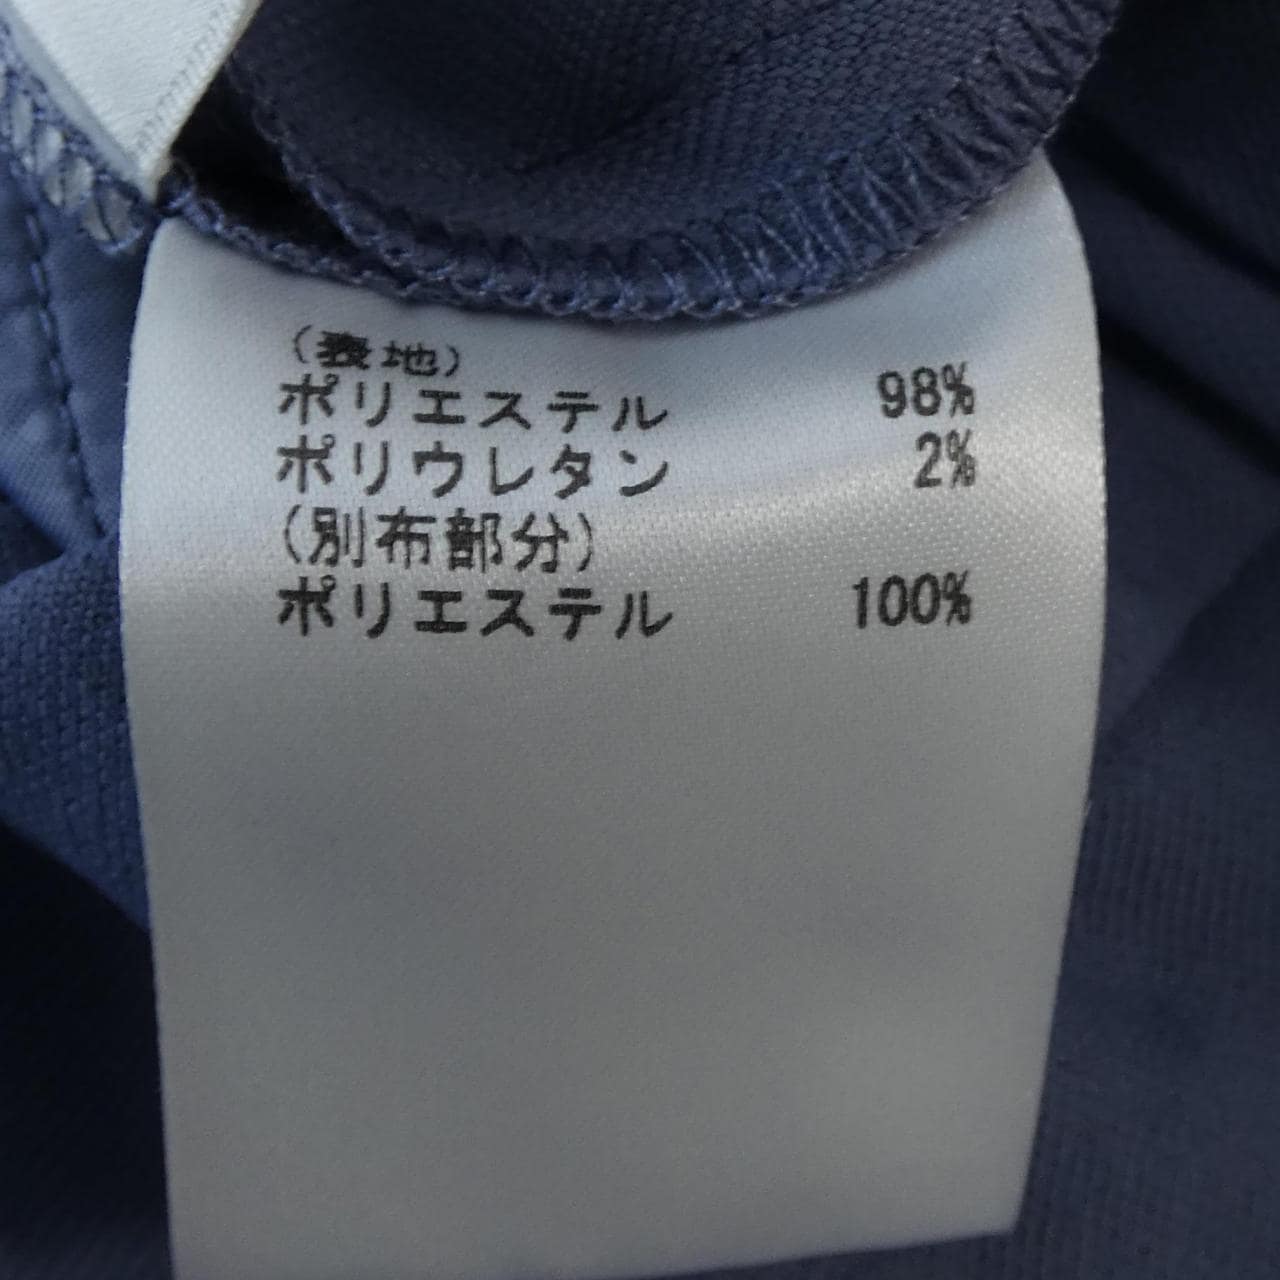 (表地)
ポリエステル 98%
ポリウレタン 2%
(別布部分)
ポリエステル 100%